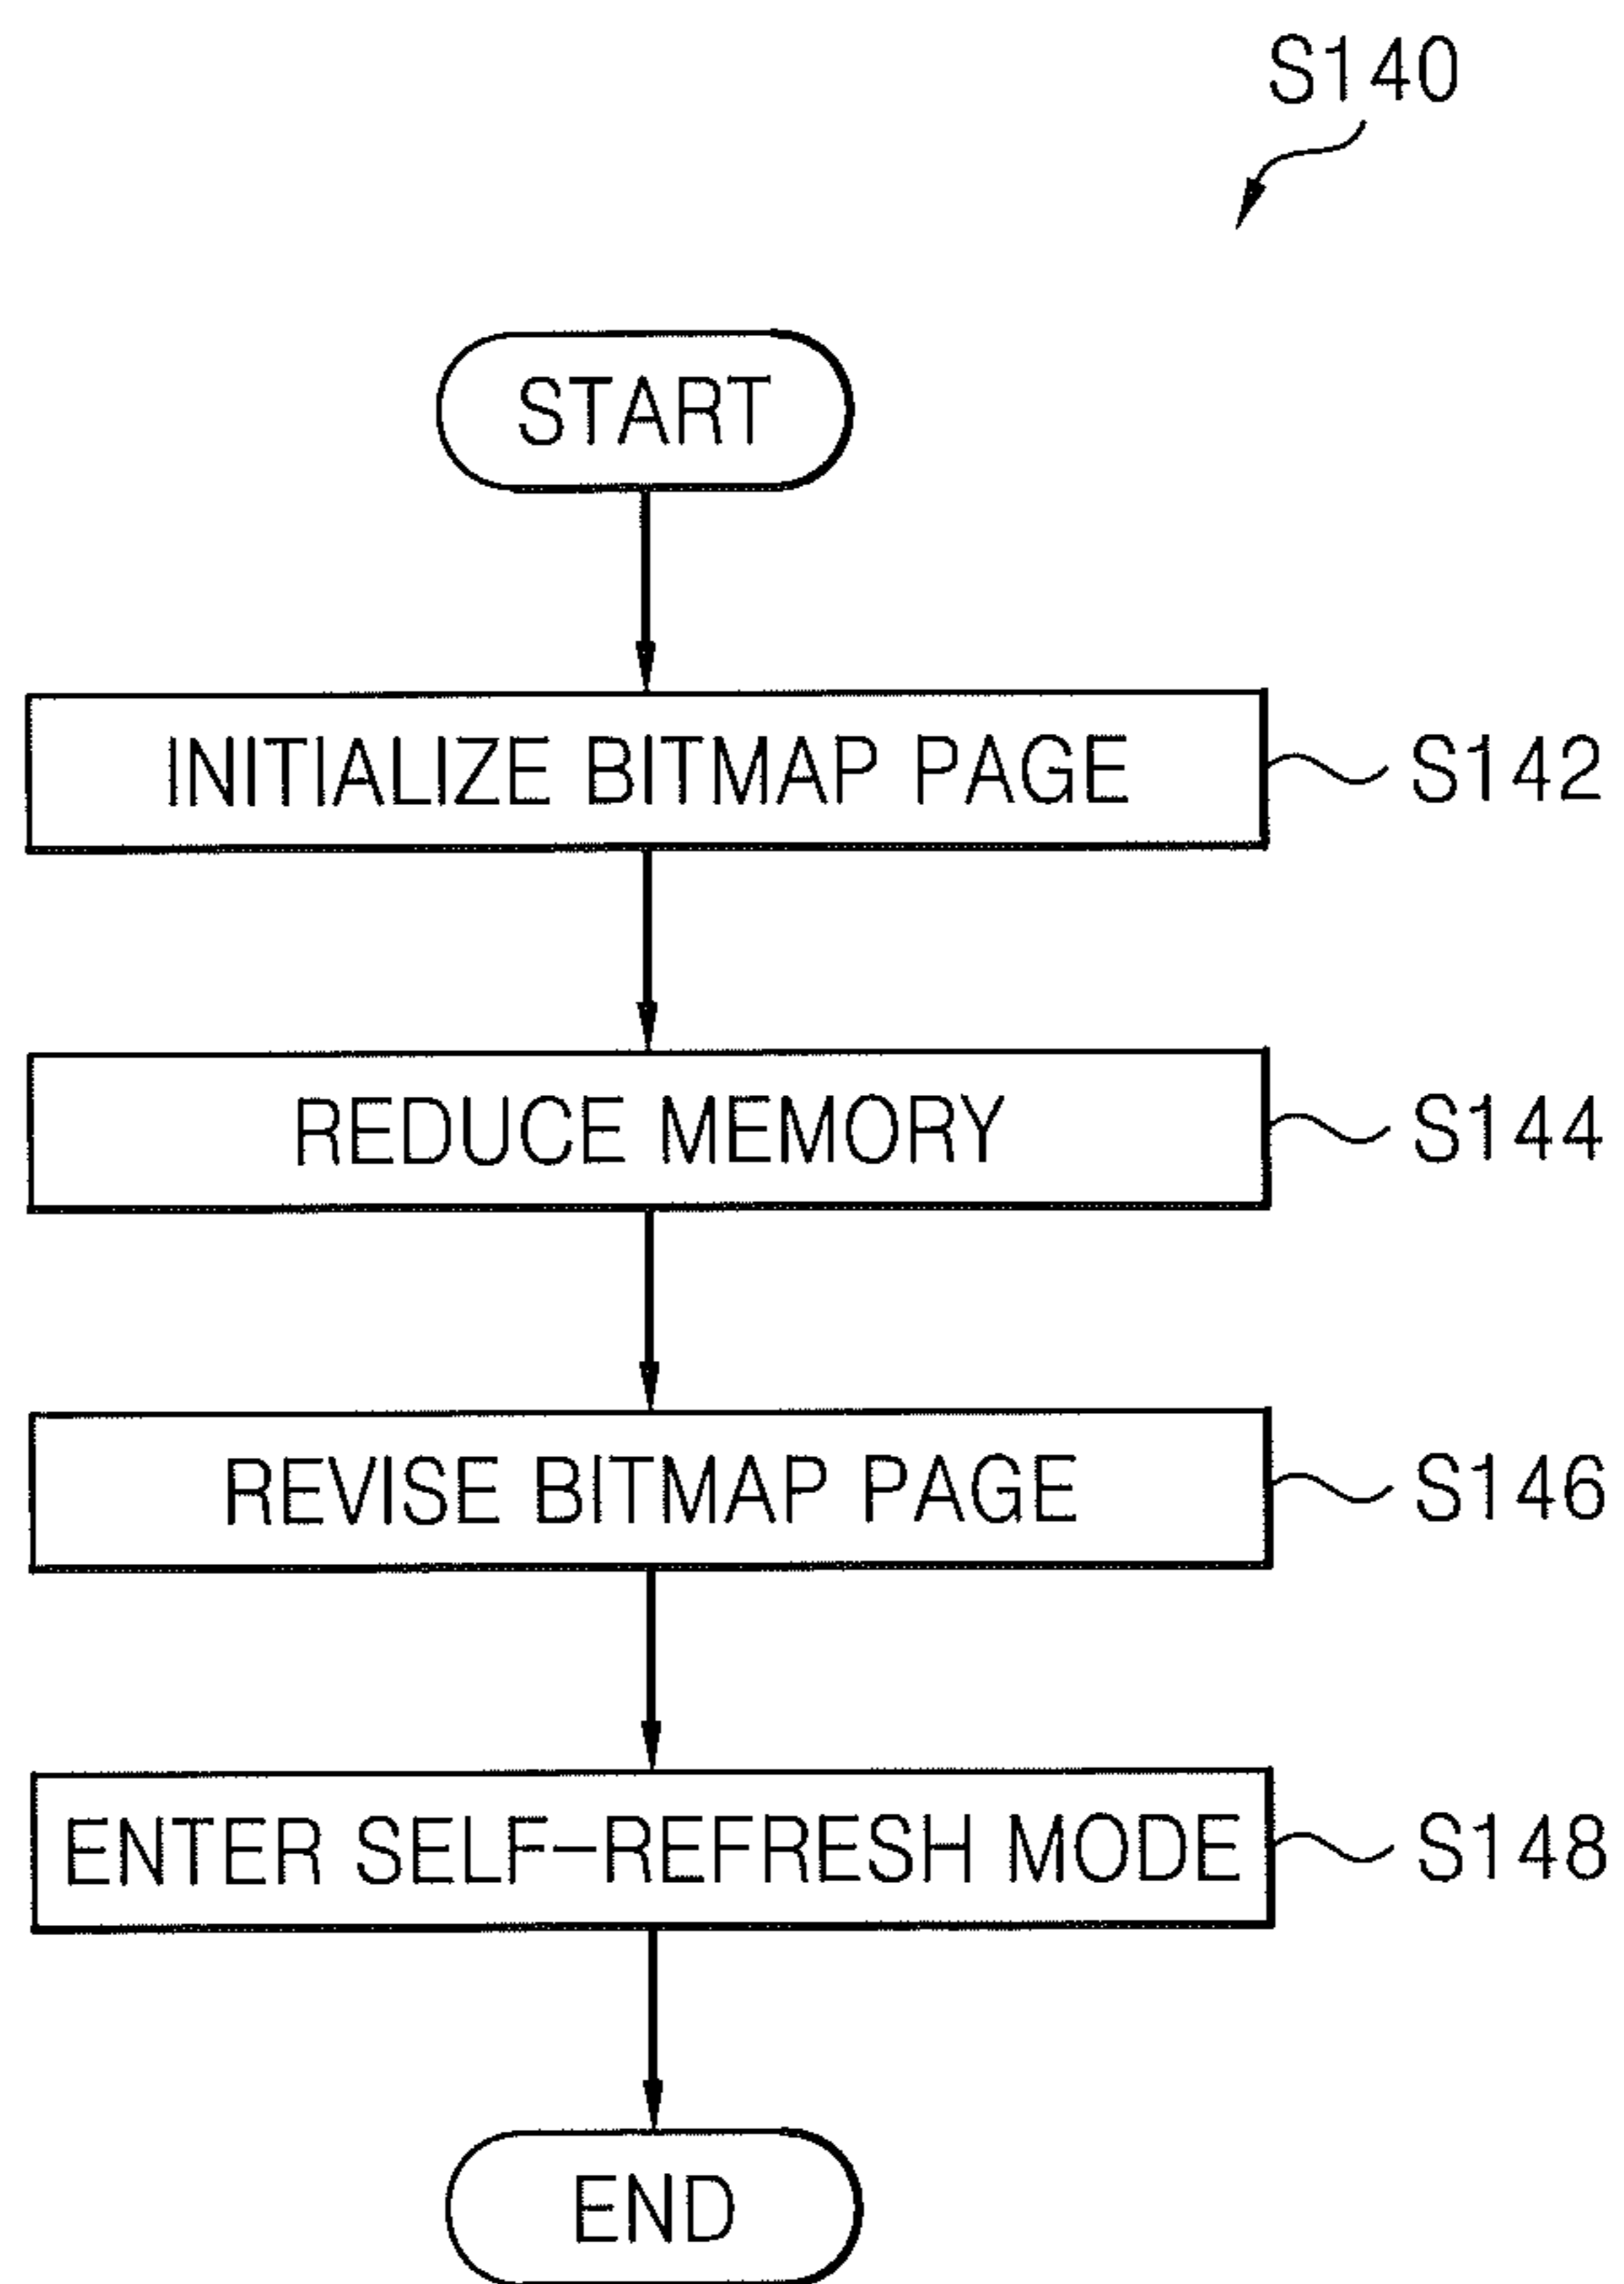 S140
START
INITIALIZE BITMAP PAGE
S142
REDUCE MEMORY
S144
REVISE BITMAP PAGE
S146
ENTER SELF-REFRESH MODE
S148
END